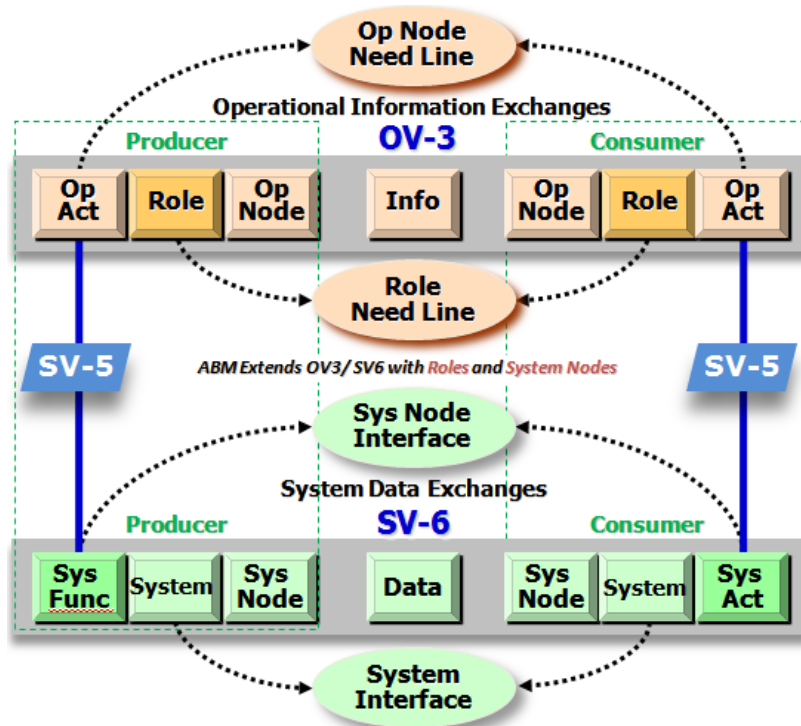 Op Node
Need Line
Operational Information Exchanges
Producer
OV-3
Consumer
Op
Act
Role
Op
Node
Info
Op
Node
Role
Op
Act
Role
Need Line
SV-5
SV-5
ABM Extends OV3/ SV6 with Roles and System Nodes
Sys Node
Interface
System Data Exchanges
Producer
SV-6
Consumer
Sys
Func
System
Sys
Node
Data
Sys
Node
System
Sys
Act
System
Interface